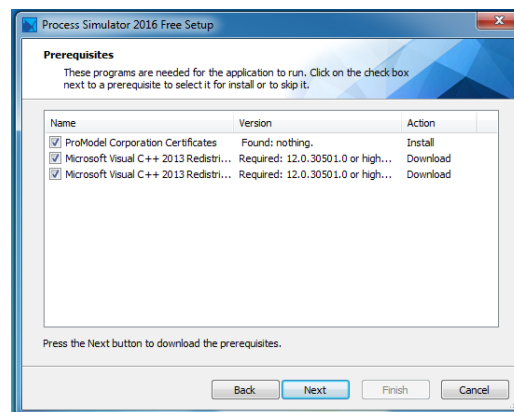 Process Simulator 2016 Free Setup
Prerequisites
These programs are needed for the application to run. Click on the check box
next to a prerequisite to select it for install or to skip it.
Name Version Action
ProModel Corporation Certificates Found: nothing. Install
Microsoft Visual C++ 2013 Redistri... Required: 12.0.30501.0 or high... Download
Microsoft Visual C++ 2013 Redistri... Required: 12.0.30501.0 or high... Download
Press the Next button to download the prerequisites.
Back Next Finish Cancel